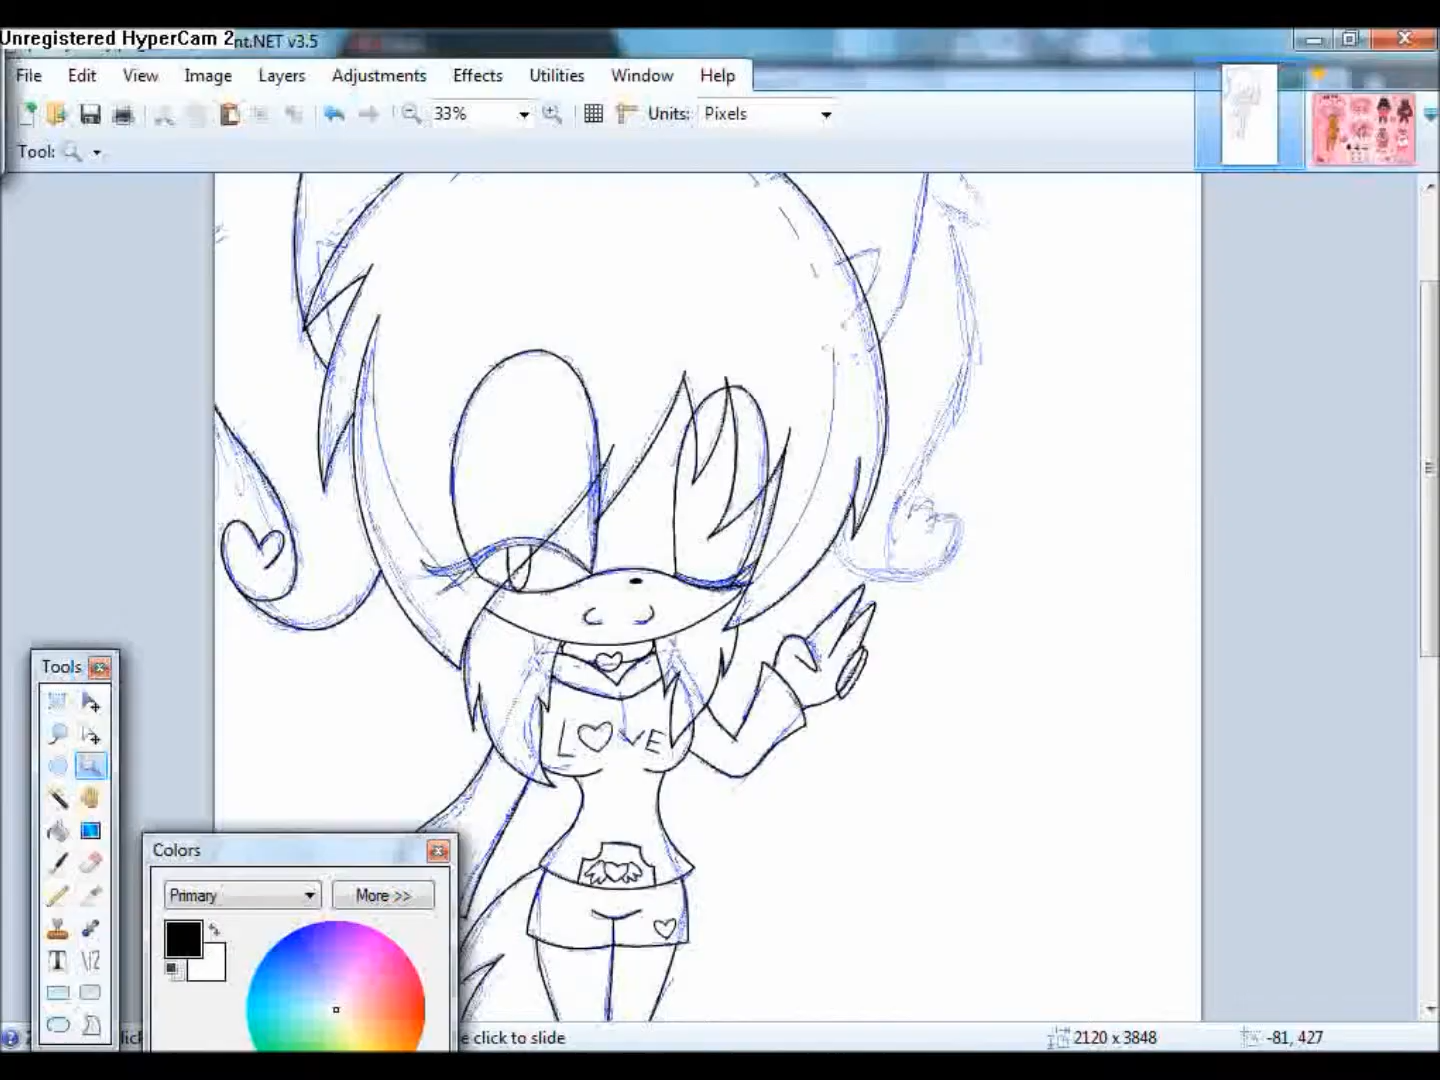 Unregistered HyperCam 2
nt.NET v3.5
File Edit View Image Layers Adjustments Effects Utilities Window Help
33% Units: Pixels
Tool:
LOVE
Tools
Colors
Primary More >>
e click to slide
2120 x 3848 -81, 427